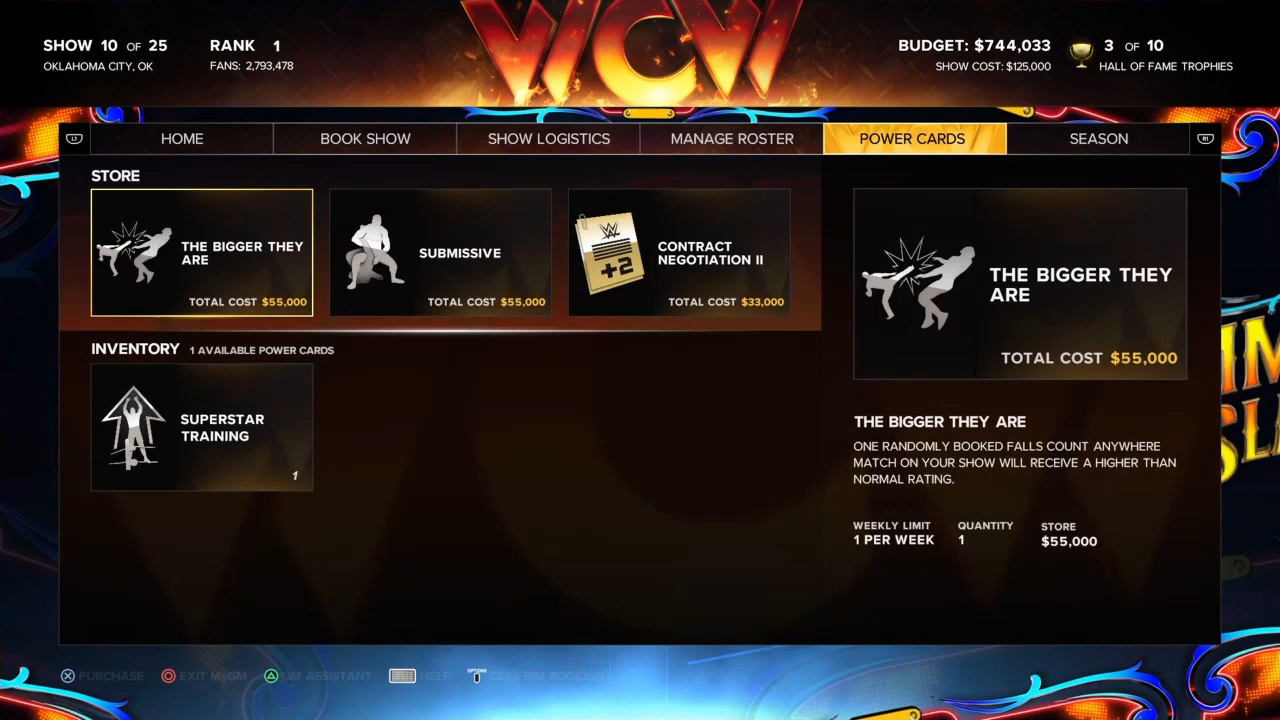 WCW
SHOW 10 OF 25
OKLAHOMA CITY, OK
RANK 1
FANS: 2,793,478
BUDGET: $744,033
SHOW COST: $125,000
3 OF 10
HALL OF FAME TROPHIES
L1
HOME
BOOK SHOW
SHOW LOGISTICS
MANAGE ROSTER
POWER CARDS
SEASON
R1
STORE
THE BIGGER THEY
ARE
TOTAL COST $55,000
SUBMISSIVE
TOTAL COST $55,000
W
+2
CONTRACT
NEGOTIATION II
TOTAL COST $33,000
INVENTORY 1 AVAILABLE POWER CARDS
SUPERSTAR
TRAINING
1
THE BIGGER THEY
ARE
TOTAL COST $55,000
THE BIGGER THEY ARE
ONE RANDOMLY BOOKED FALLS COUNT ANYWHERE
MATCH ON YOUR SHOW WILL RECEIVE A HIGHER THAN
NORMAL RATING.
WEEKLY LIMIT
1 PER WEEK
QUANTITY
1
STORE
$55,000
PURCHASE
EXIT MyGM
GM ASSISTANT
HELP
OPTIONS
CONFIRM BOOKING